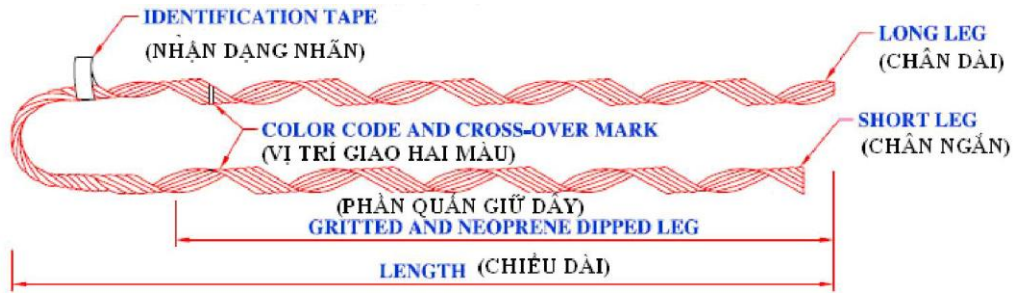 IDENTIFICATION TAPE
(NHẬN DẠNG NHÃN)
LONG LEG
(CHÂN DÀI)
COLOR CODE AND CROSS-OVER MARK
(VỊ TRÍ GIAO HAI MÀU)
SHORT LEG
(CHÂN NGẮN)
(PHẦN QUẤN GIỮ DÂY)
GRITTED AND NEOPRENE DIPPED LEG
LENGTH (CHIỀU DÀI)